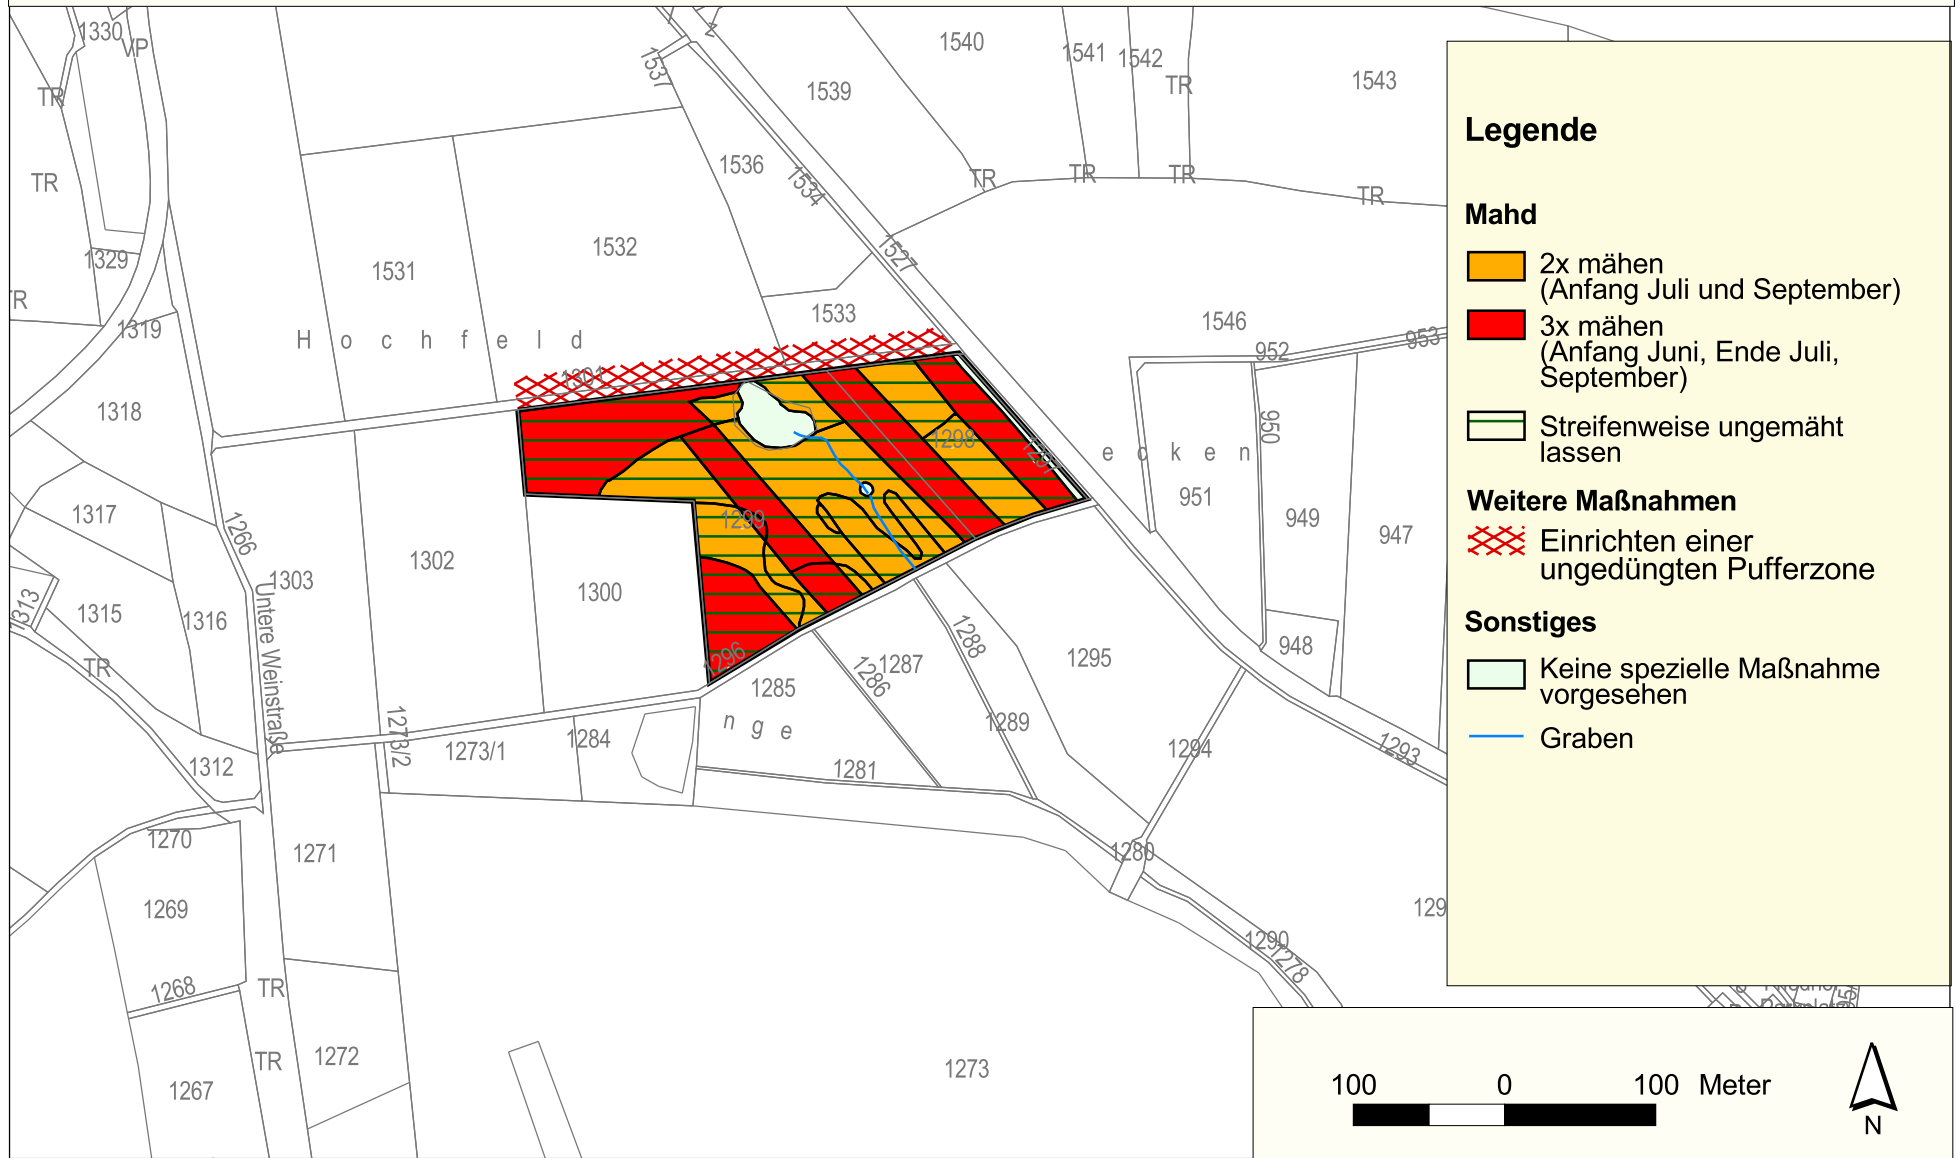 1330
VP
TR
TR
1329
1319
1318
1317
1315
1316
1313
TR
1312
1266
Untere Weinstraße
1303
1302
1300
1531
1532
H o c h f e l d
1301
1537
1536
1534
1533
1539
1540
1541
1542
TR
1543
TR
TR
TR
TR
1527
1546
952
953
950
951
949
947
948
e c k e n
1298
1297
1299
1296
1285
1286
1287
1288
1289
1295
1294
1293
n g e
1281
1284
1273/1
1273/2
1271
1270
1269
1268
1267
TR
TR
1272
1273
1280
1290
1278
129
Legende
Mahd
2x mähen
(Anfang Juli und September)
3x mähen
(Anfang Juni, Ende Juli,
September)
Streifenweise ungemäht
lassen
Weitere Maßnahmen
Einrichten einer
ungedüngten Pufferzone
Sonstiges
Keine spezielle Maßnahme
vorgesehen
Graben
100 0 100 Meter
N